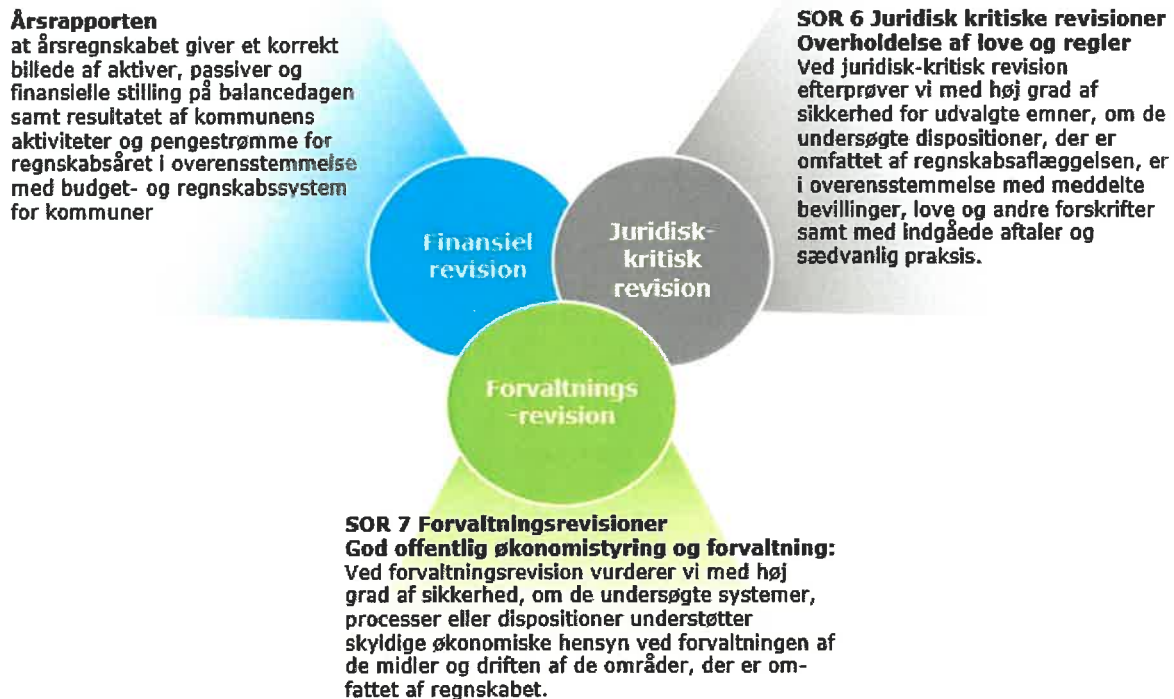 Årsrapporten
at årsregnskabet giver et korrekt
billede af aktiver, passiver og
finansielle stilling på balancedagen
samt resultatet af kommunens
aktiviteter og pengestrømme for
regnskabsåret i overensstemmelse
med budget- og regnskabssystem
for kommuner
SOR 6 Juridisk kritiske revisioner
Overholdelse af love og regler
Ved juridisk-kritisk revision
efterprøver vi med høj grad af
sikkerhed for udvalgte emner, om de
undersøgte dispositioner, der er
omfattet af regnskabsaflæggelsen, er
i overensstemmelse med meddelte
bevillinger, love og andre forskrifter
samt med indgåede aftaler og
sædvanlig praksis.
Finansiel
revision
Juridisk-
kritisk
revision
Forvaltnings
-revision
SOR 7 Forvaltningsrevisioner
God offentlig økonomistyring og forvaltning:
Ved forvaltningsrevision vurderer vi med høj
grad af sikkerhed, om de undersøgte systemer,
processer eller dispositioner understøtter
skyldige økonomiske hensyn ved forvaltningen af
de midler og driften af de områder, der er om-
fattet af regnskabet.